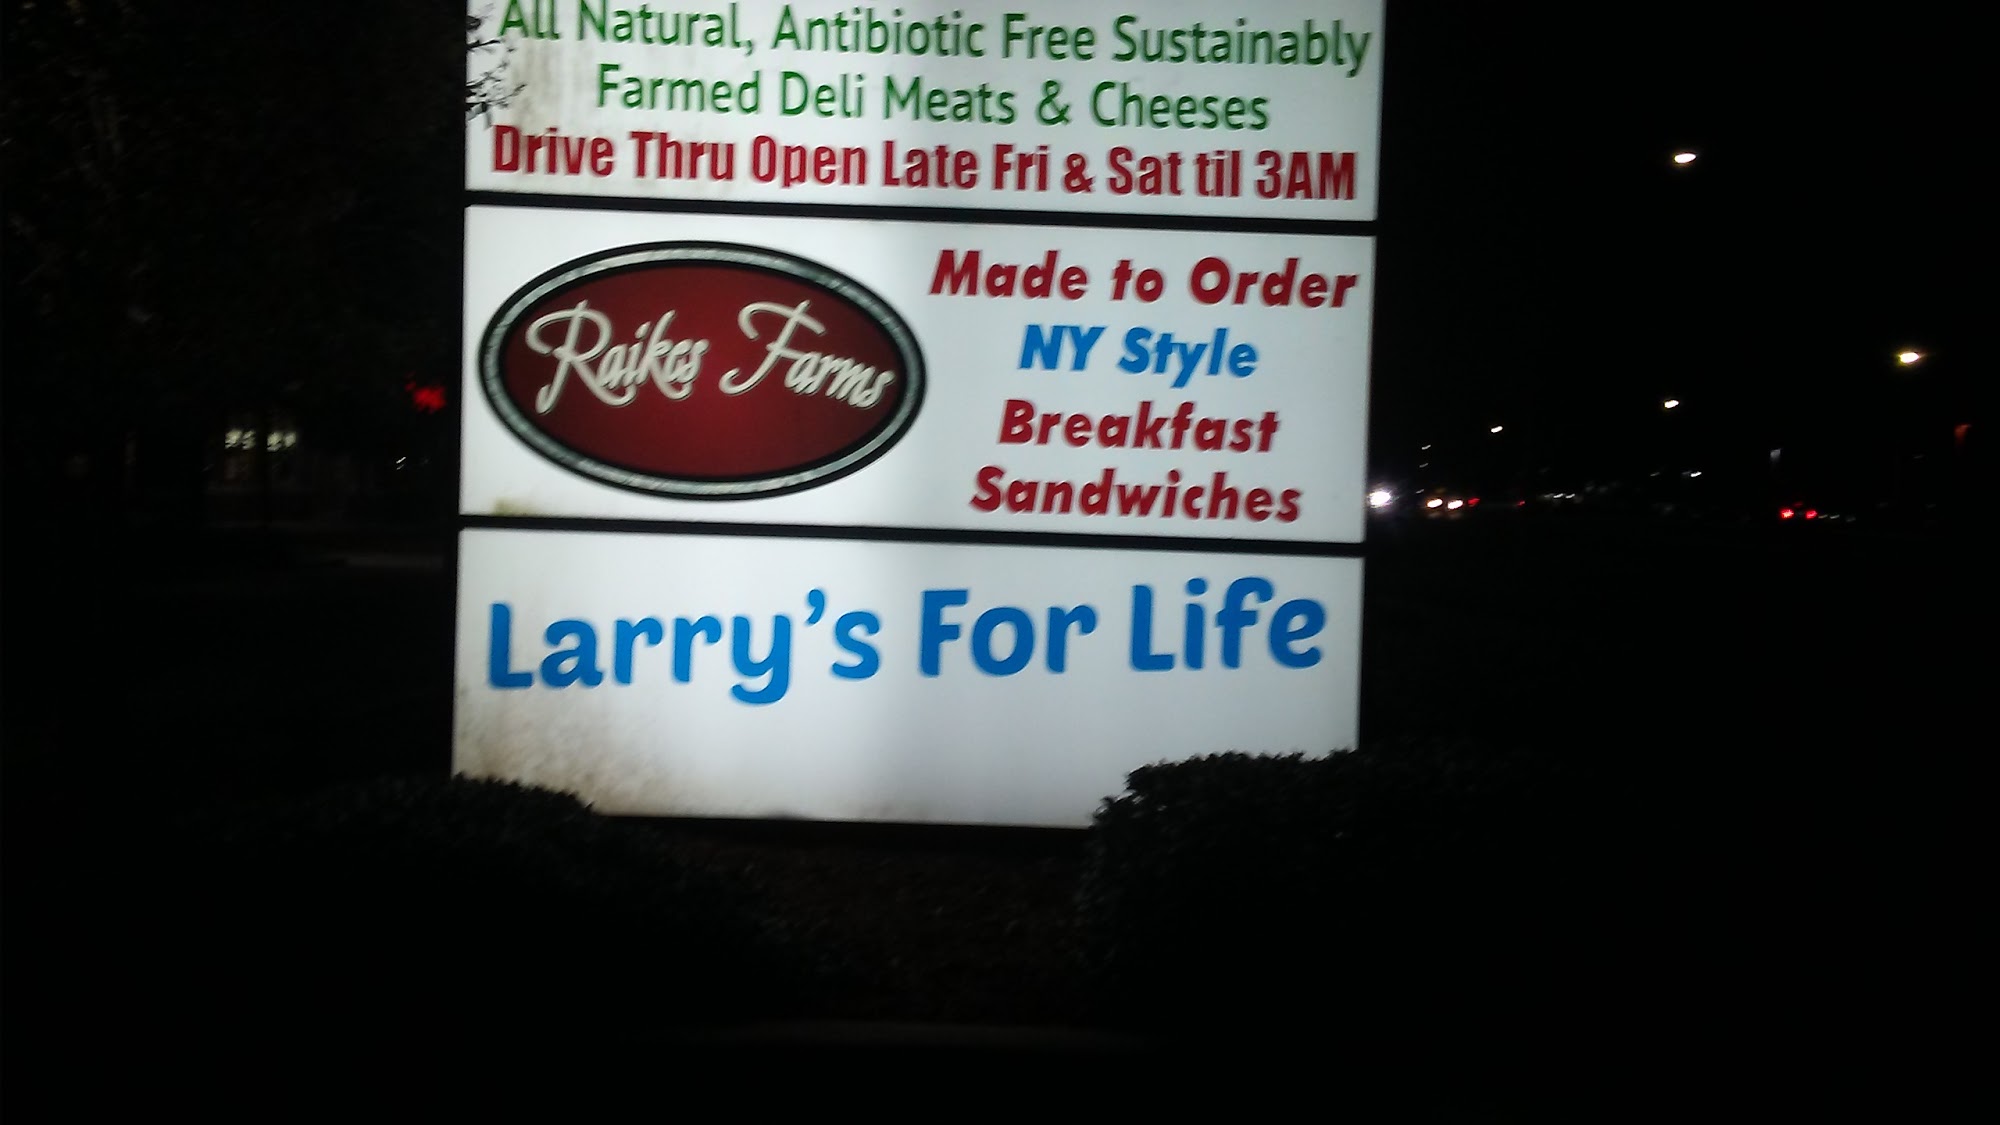 All Natural, Antibiotic Free Sustainably
Farmed Deli Meats & Cheeses
Drive Thru Open Late Fri & Sat til 3AM
Raikes Farms
Made to Order
NY Style
Breakfast
Sandwiches
Larry's For Life